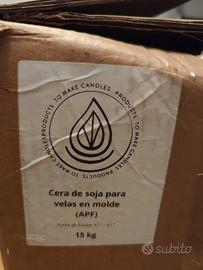 PRODUCTS TO MAKE CANDLES
PRODUCTS TO MAKE CANDLES
Cera de soja para
velas en molde
(APF)
15 kg
subito